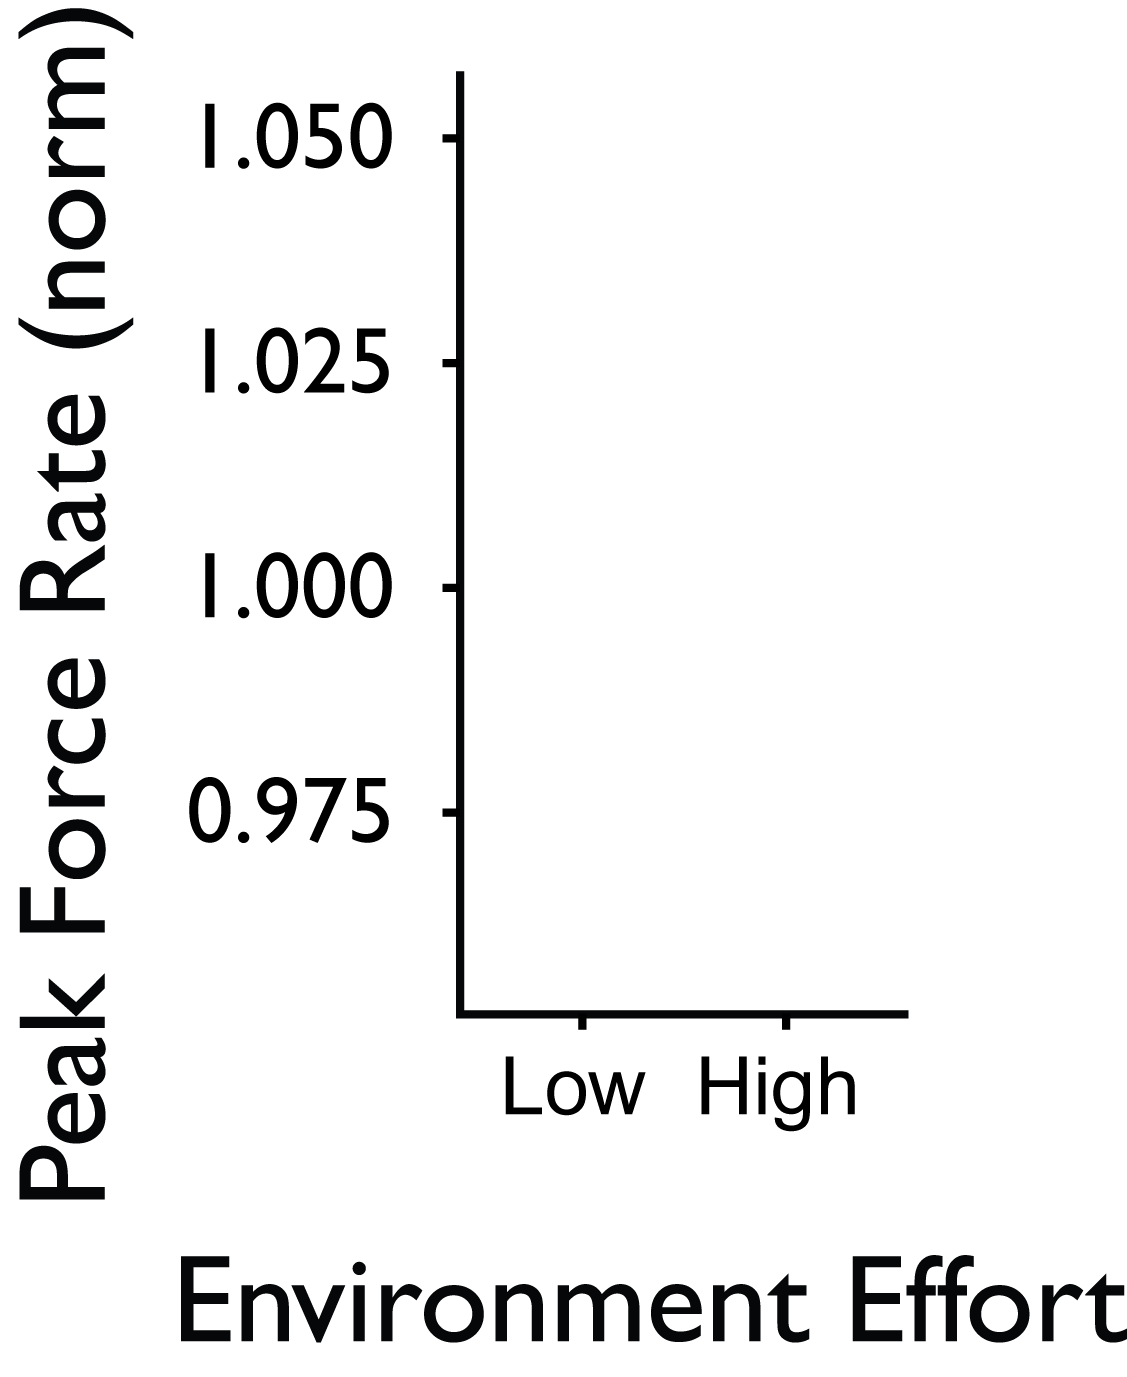 Peak Force Rate (norm)
1.050
1.025
1.000
0.975
Low High
Environment Effort